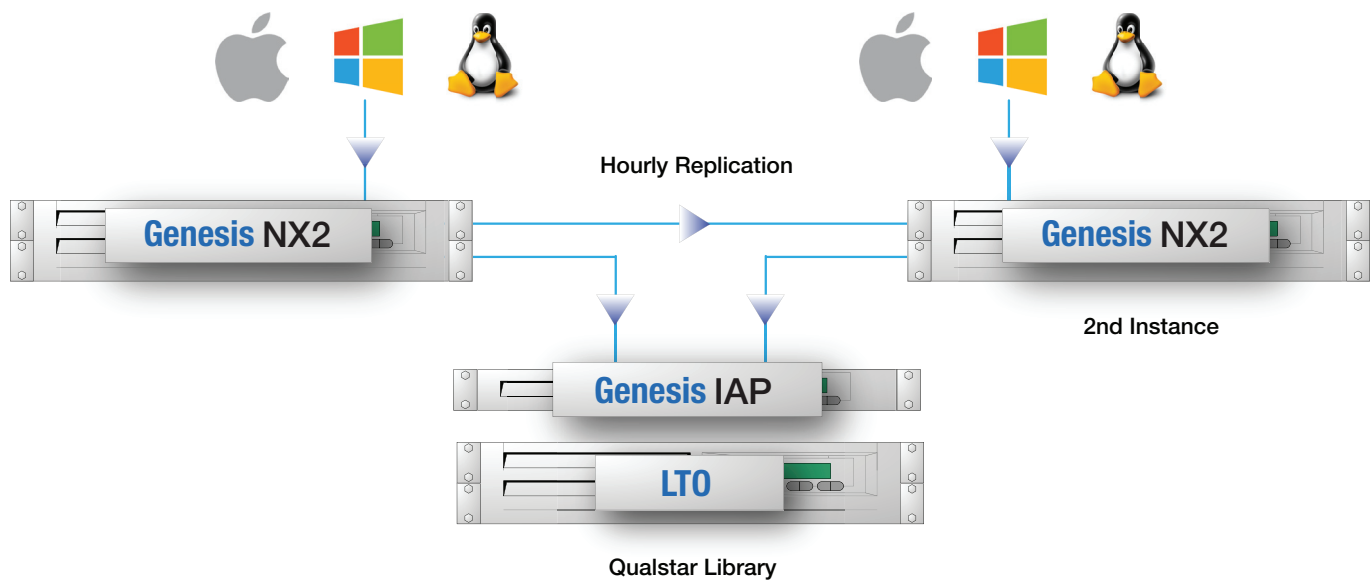 Hourly Replication
Genesis NX2
Genesis NX2
2nd Instance
Genesis IAP
LTO
Qualstar Library